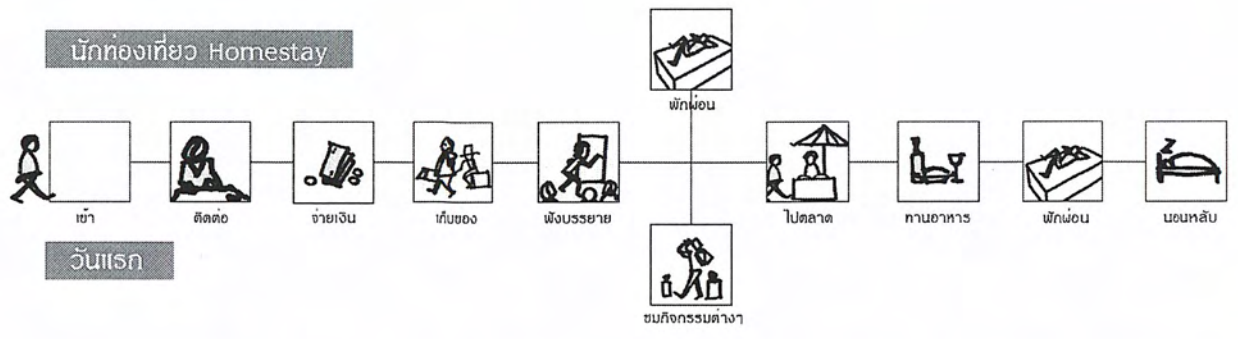 นักท่องเที่ยว Homestay
พักผ่อน
เข้า
ติดต่อ
จ่ายเงิน
เก็บของ
ฟังบรรยาย
ไปตลาด
ทานอาหาร
พักผ่อน
นอนหลับ
วันแรก
ชมกิจกรรมต่างๆ